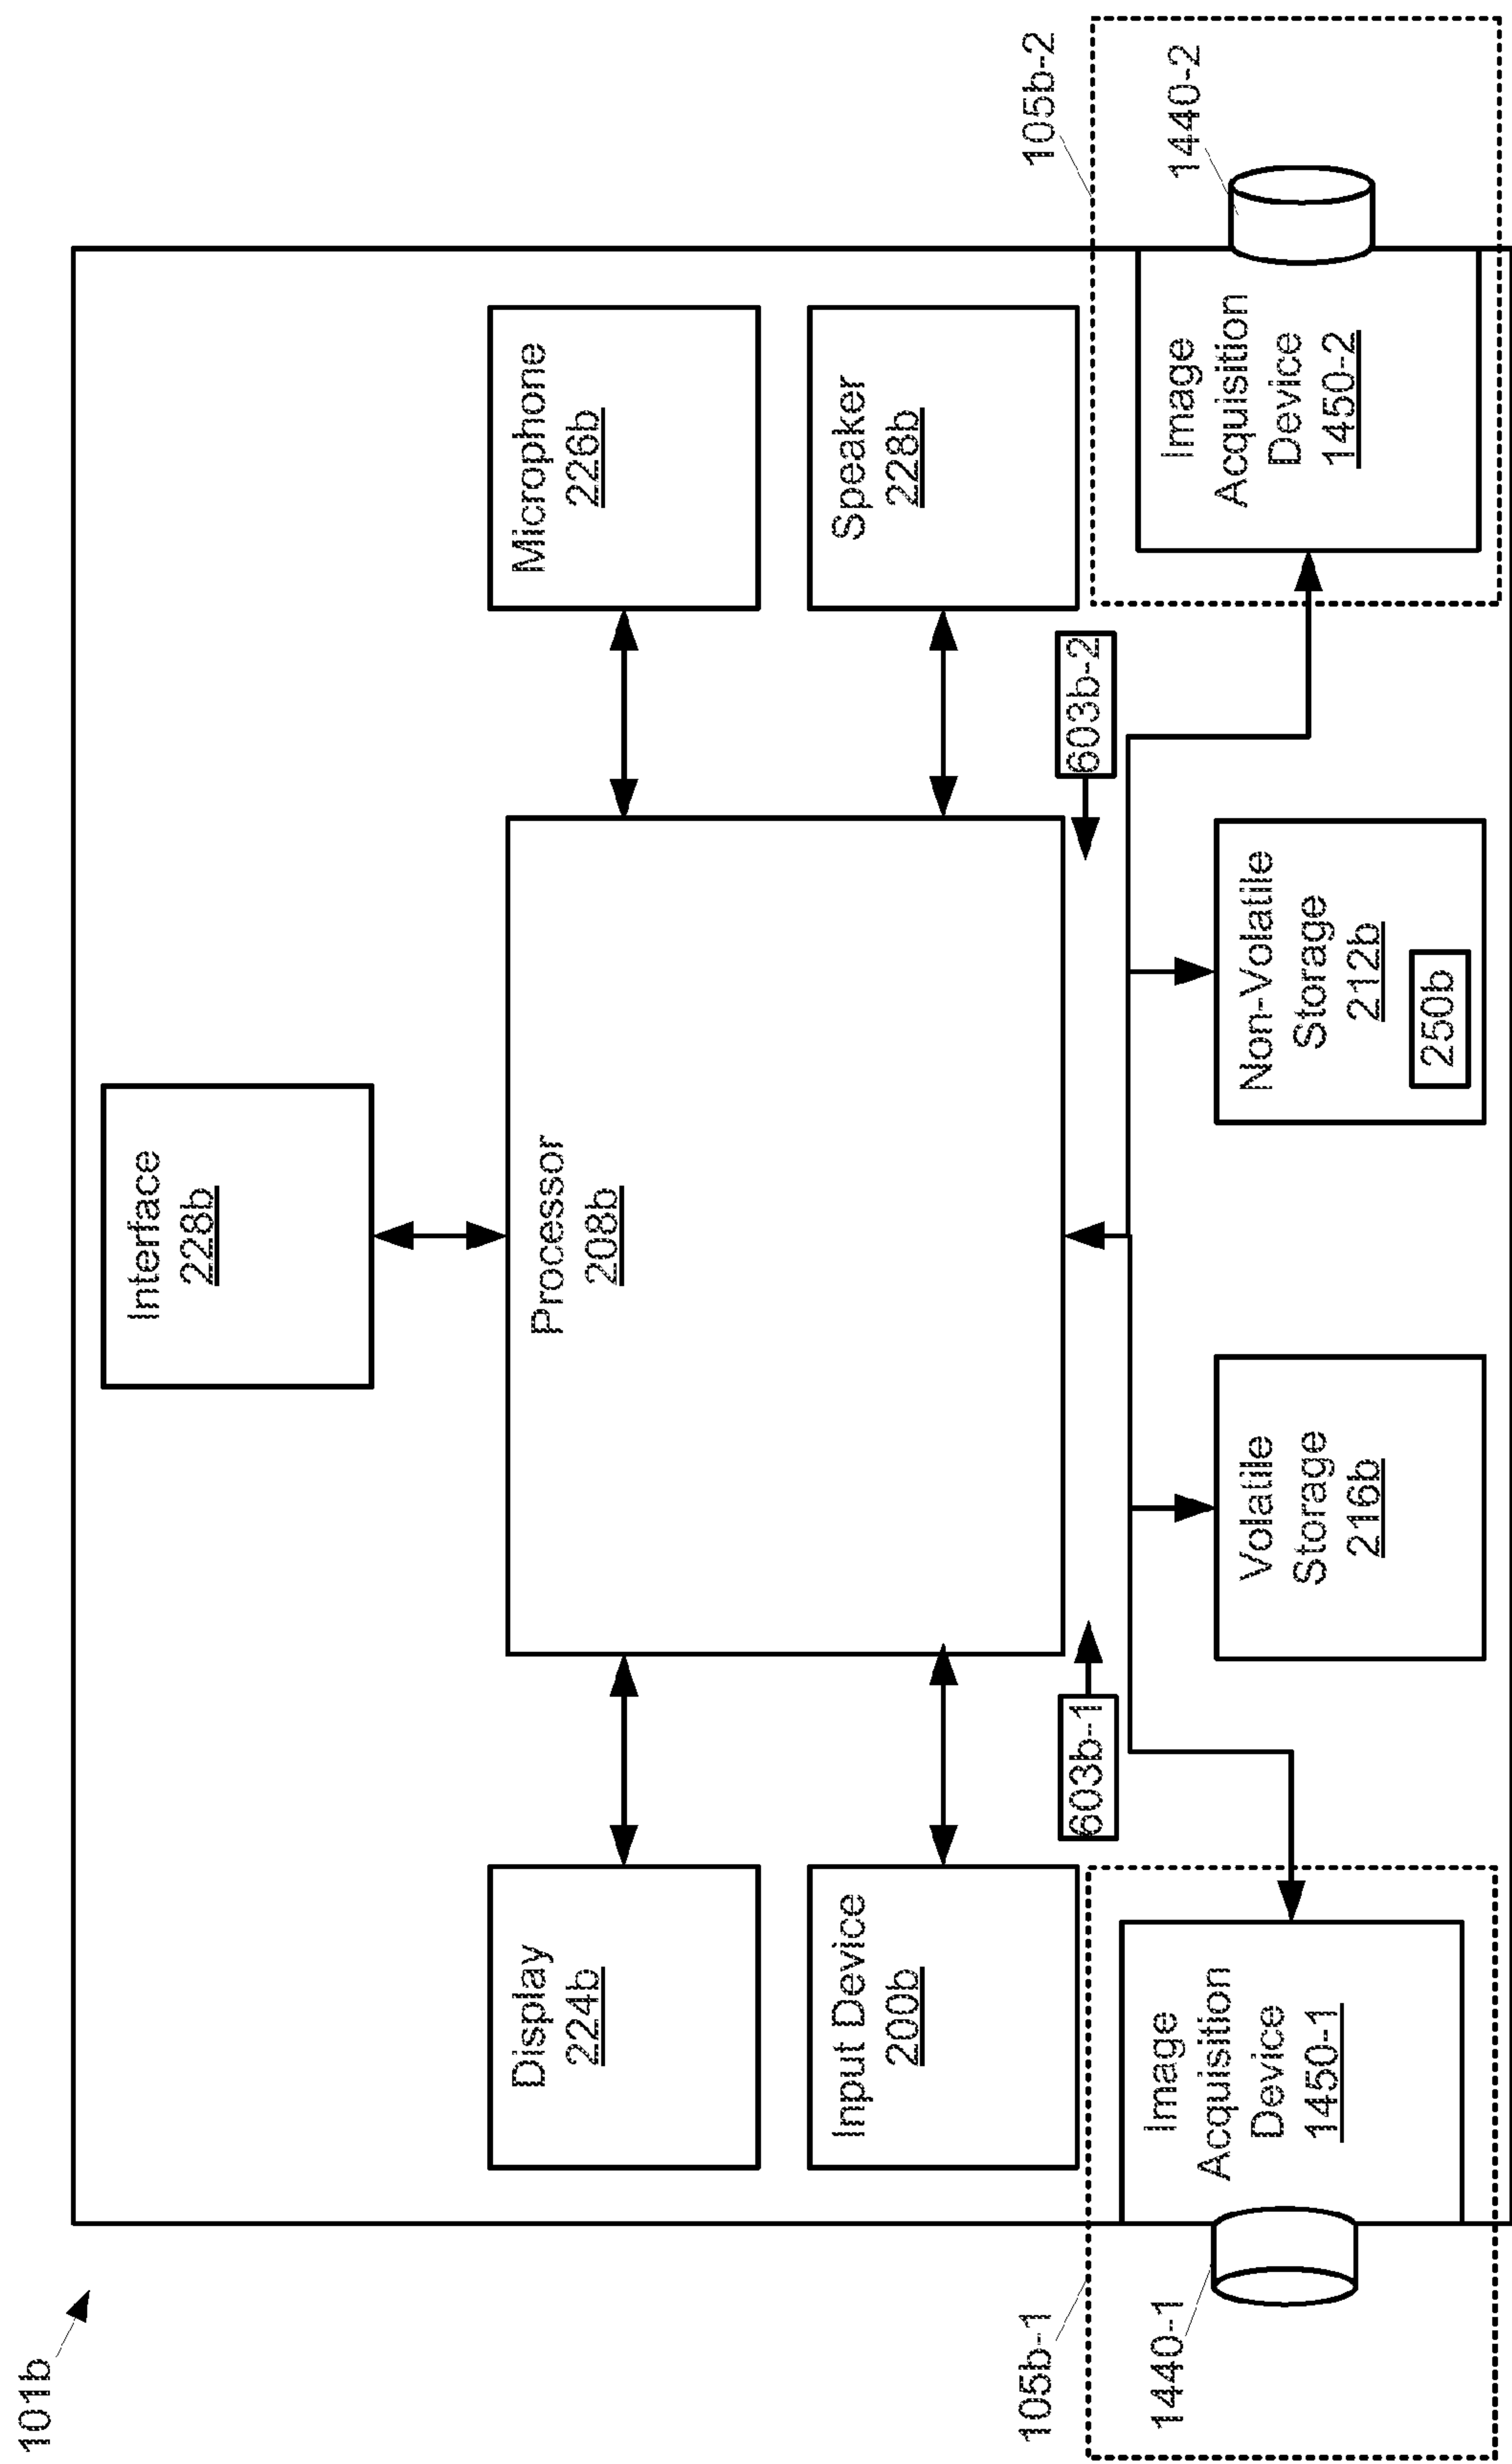 101b
Interface
228b
Display
224b
Processor
208b
Microphone
226b
Input Device
200b
Speaker
228b
105b-1
603b-1
603b-2
105b-2
1440-1
Image
Acquisition
Device
1450-1
Volatile
Storage
216b
Non-Volatile
Storage
212b
250b
Image
Acquisition
Device
1450-2
1440-2